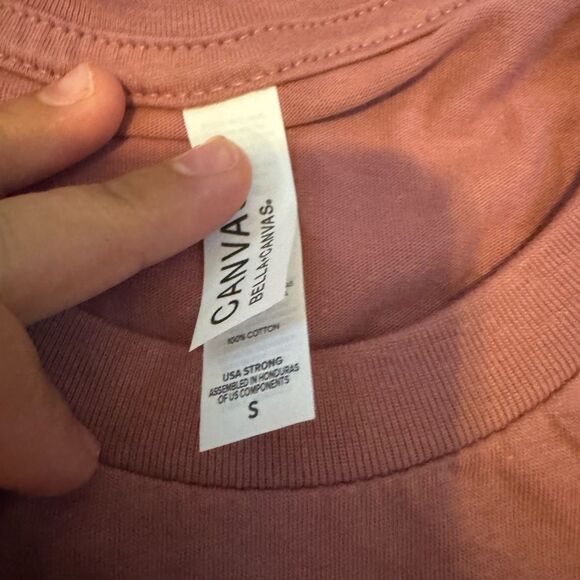 CANVA
BELLA+CANVAS®
100% COTTON
USA STRONG
ASSEMBLED IN HONDURAS
OF US COMPONENTS
S